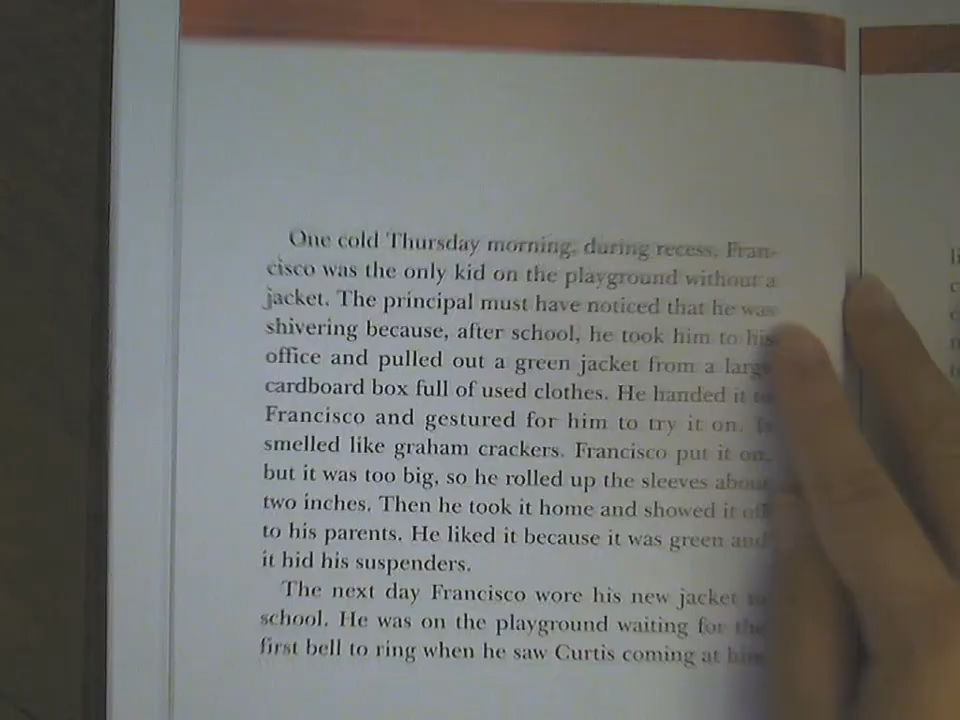 One cold Thursday morning, during recess, Fran-
cisco was the only kid on the playground without a
jacket. The principal must have noticed that he was
shivering because, after school, he took him to his
office and pulled out a green jacket from a large
cardboard box full of used clothes. He handed it to
Francisco and gestured for him to try it on. It
smelled like graham crackers. Francisco put it on,
but it was too big, so he rolled up the sleeves about
two inches. Then he took it home and showed it off
to his parents. He liked it because it was green and
it hid his suspenders.
The next day Francisco wore his new jacket to
school. He was on the playground waiting for the
first bell to ring when he saw Curtis coming at him